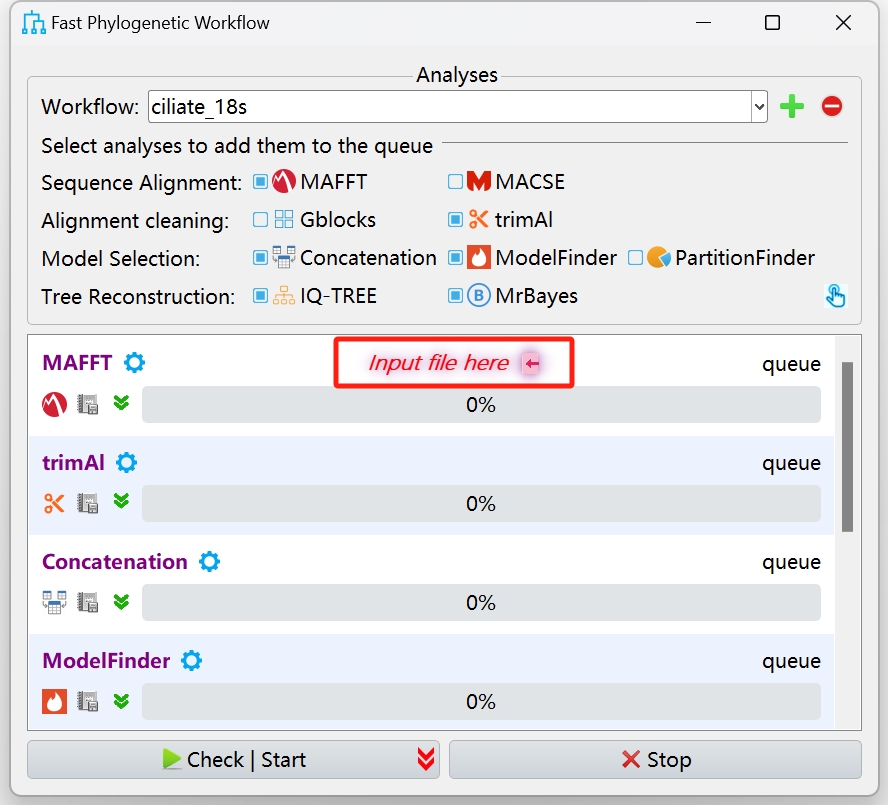 Fast Phylogenetic Workflow
Analyses
Workflow: ciliate_18s
Select analyses to add them to the queue
Sequence Alignment: MAFFT MACSE
Alignment cleaning: Gblocks trimAl
Model Selection: Concatenation ModelFinder PartitionFinder
Tree Reconstruction: IQ-TREE B MrBayes
MAFFT Input file here queue
0%
trimAl queue
0%
Concatenation queue
0%
ModelFinder queue
0%
Check | Start Stop